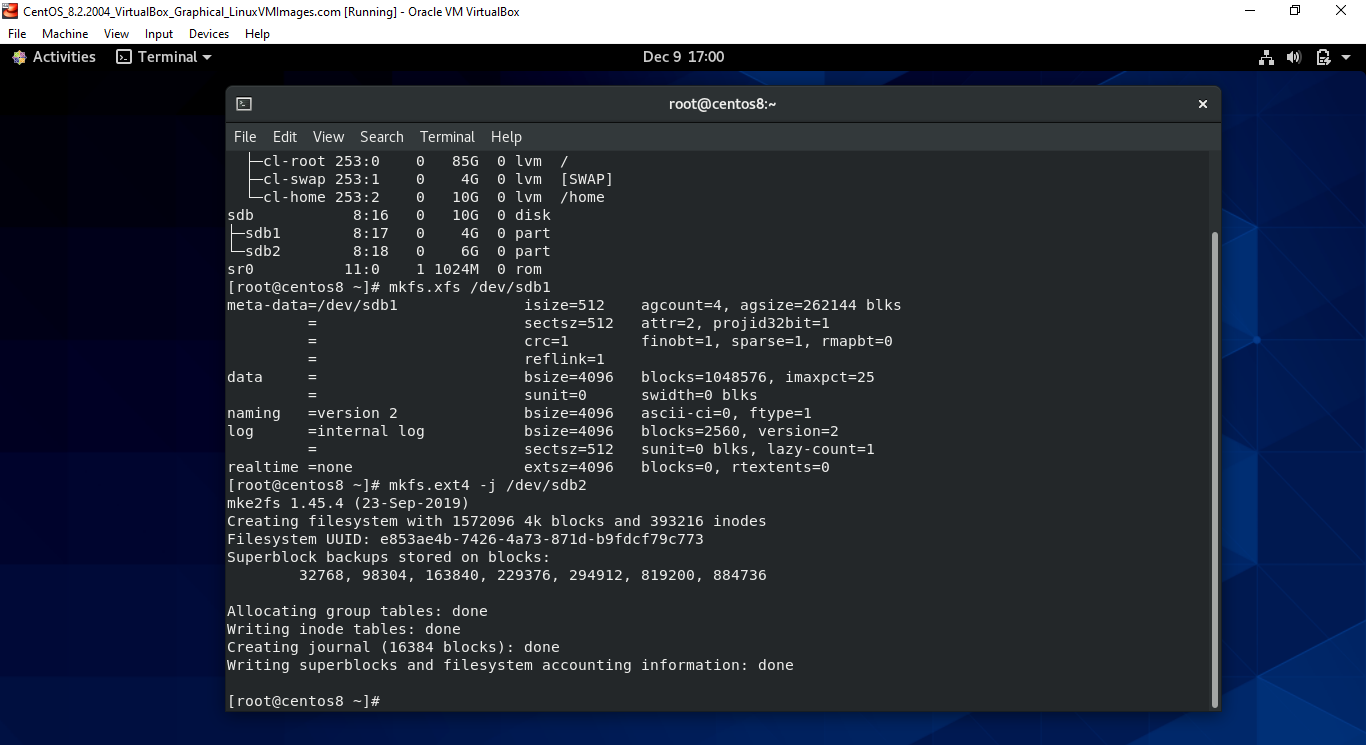 CentOS_8.2.2004_VirtualBox_Graphical_LinuxVMImages.com [Running] - Oracle VM VirtualBox
File Machine View Input Devices Help
Activities Terminal Dec 9 17:00
root@centos8:~
File Edit View Search Terminal Help
  ├─cl-root 253:0    0   85G  0 lvm  /
  ├─cl-swap 253:1    0    4G  0 lvm  [SWAP]
  └─cl-home 253:2    0   10G  0 lvm  /home
sdb           8:16   0   10G  0 disk
├─sdb1        8:17   0    4G  0 part
└─sdb2        8:18   0    6G  0 part
sr0          11:0    1 1024M  0 rom
[root@centos8 ~]# mkfs.xfs /dev/sdb1
meta-data=/dev/sdb1              isize=512    agcount=4, agsize=262144 blks
         =                       sectsz=512   attr=2, projid32bit=1
         =                       crc=1        finobt=1, sparse=1, rmapbt=0
         =                       reflink=1
data     =                       bsize=4096   blocks=1048576, imaxpct=25
         =                       sunit=0      swidth=0 blks
naming   =version 2              bsize=4096   ascii-ci=0, ftype=1
log      =internal log           bsize=4096   blocks=2560, version=2
         =                       sectsz=512   sunit=0 blks, lazy-count=1
realtime =none                   extsz=4096   blocks=0, rtextents=0
[root@centos8 ~]# mkfs.ext4 -j /dev/sdb2
mke2fs 1.45.4 (23-Sep-2019)
Creating filesystem with 1572096 4k blocks and 393216 inodes
Filesystem UUID: e853ae4b-7426-4a73-871d-b9fdcf79c773
Superblock backups stored on blocks:
        32768, 98304, 163840, 229376, 294912, 819200, 884736

Allocating group tables: done
Writing inode tables: done
Creating journal (16384 blocks): done
Writing superblocks and filesystem accounting information: done

[root@centos8 ~]#